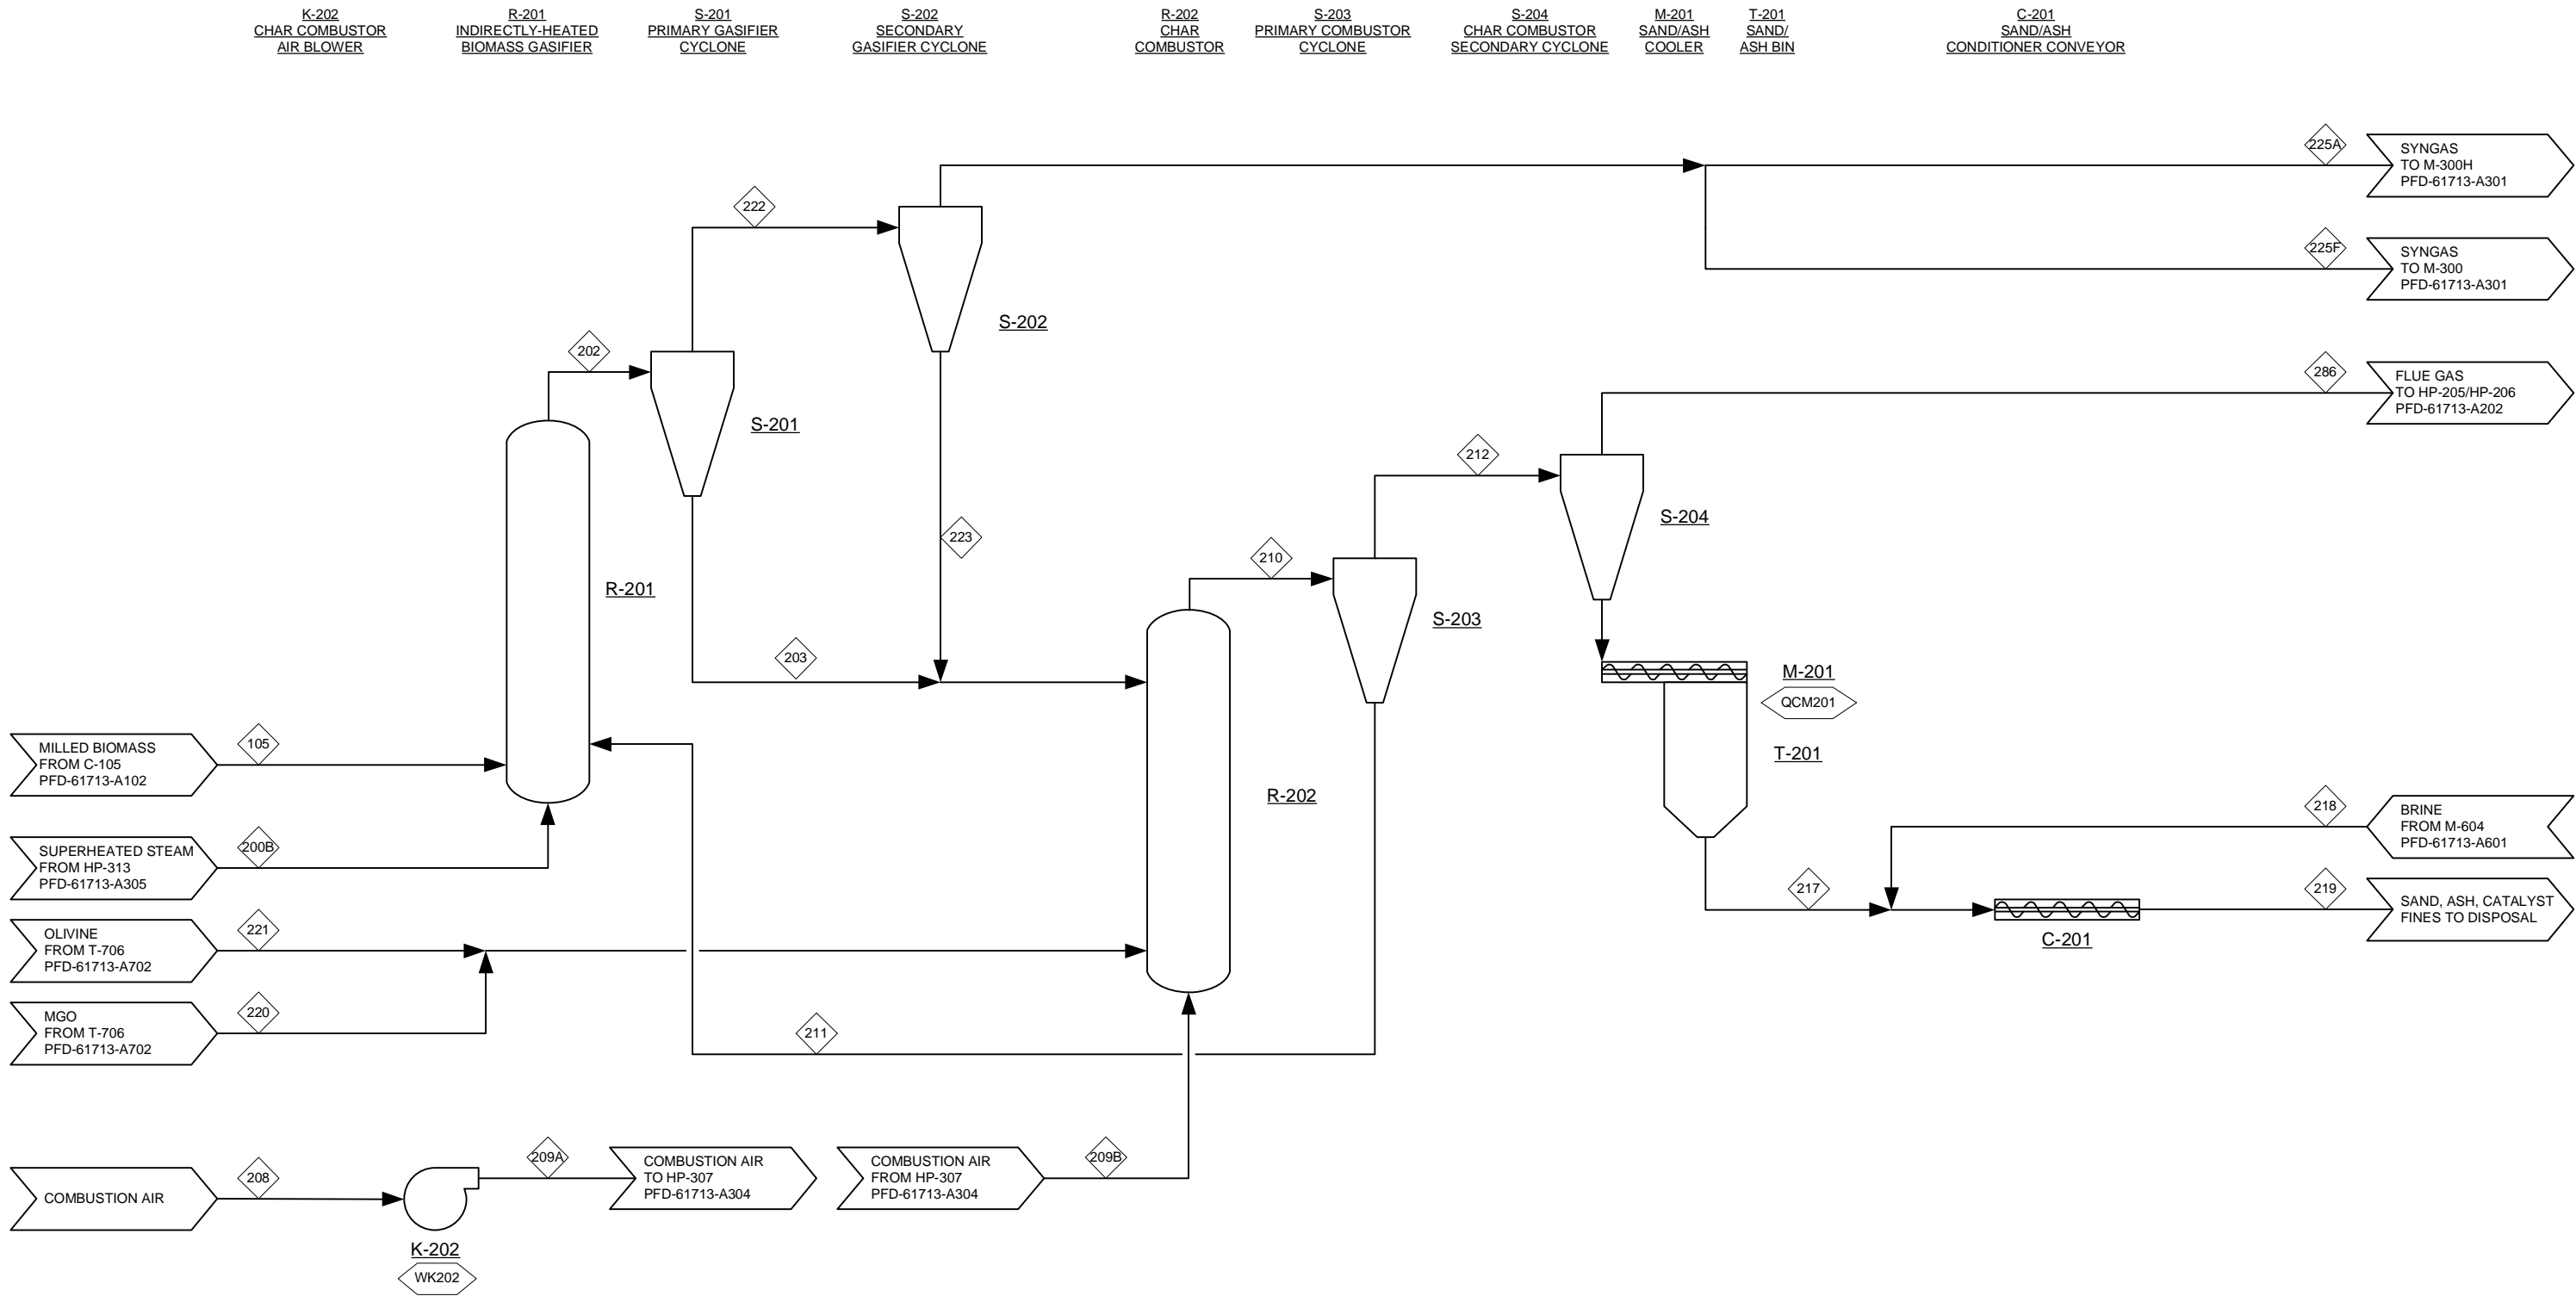 K-202
CHAR COMBUSTOR
AIR BLOWER
R-201
INDIRECTLY-HEATED
BIOMASS GASIFIER
S-201
PRIMARY GASIFIER
CYCLONE
S-202
SECONDARY
GASIFIER CYCLONE
R-202
CHAR
COMBUSTOR
S-203
PRIMARY COMBUSTOR
CYCLONE
S-204
CHAR COMBUSTOR
SECONDARY CYCLONE
M-201
SAND/ASH
COOLER
T-201
SAND/
ASH BIN
C-201
SAND/ASH
CONDITIONER CONVEYOR
225A
SYNGAS
TO M-300H
PFD-61713-A301
222
225F
SYNGAS
TO M-300
PFD-61713-A301
S-202
202
286
FLUE GAS
TO HP-205/HP-206
PFD-61713-A202
S-201
212
S-204
223
210
R-201
S-203
203
M-201
QCM201
105
MILLED BIOMASS
FROM C-105
PFD-61713-A102
T-201
R-202
218
BRINE
FROM M-604
PFD-61713-A601
200B
SUPERHEATED STEAM
FROM HP-313
PFD-61713-A305
217
219
SAND, ASH, CATALYST
FINES TO DISPOSAL
C-201
221
OLIVINE
FROM T-706
PFD-61713-A702
220
MGO
FROM T-706
PFD-61713-A702
211
209A
COMBUSTION AIR
TO HP-307
PFD-61713-A304
COMBUSTION AIR
FROM HP-307
PFD-61713-A304
209B
208
COMBUSTION AIR
K-202
WK202